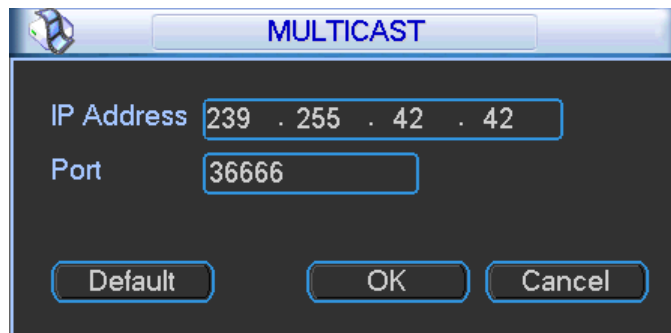 MULTICAST
IP Address 239 . 255 . 42 . 42
Port 36666
Default OK Cancel